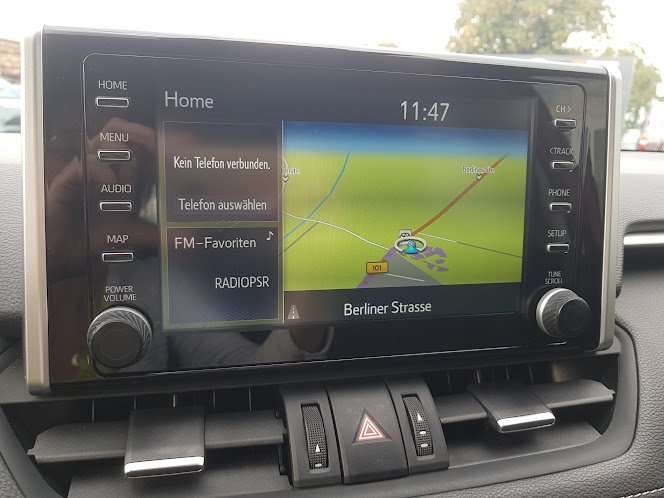 HOME
MENU
AUDIO
MAP
POWER
VOLUME
Home
11:47
Kein Telefon verbunden.
Telefon auswählen
FM-Favoriten
RADIOPSR
101
Berliner Strasse
CH >
<TRACK
PHONE
SETUP
TUNE
SCROLL